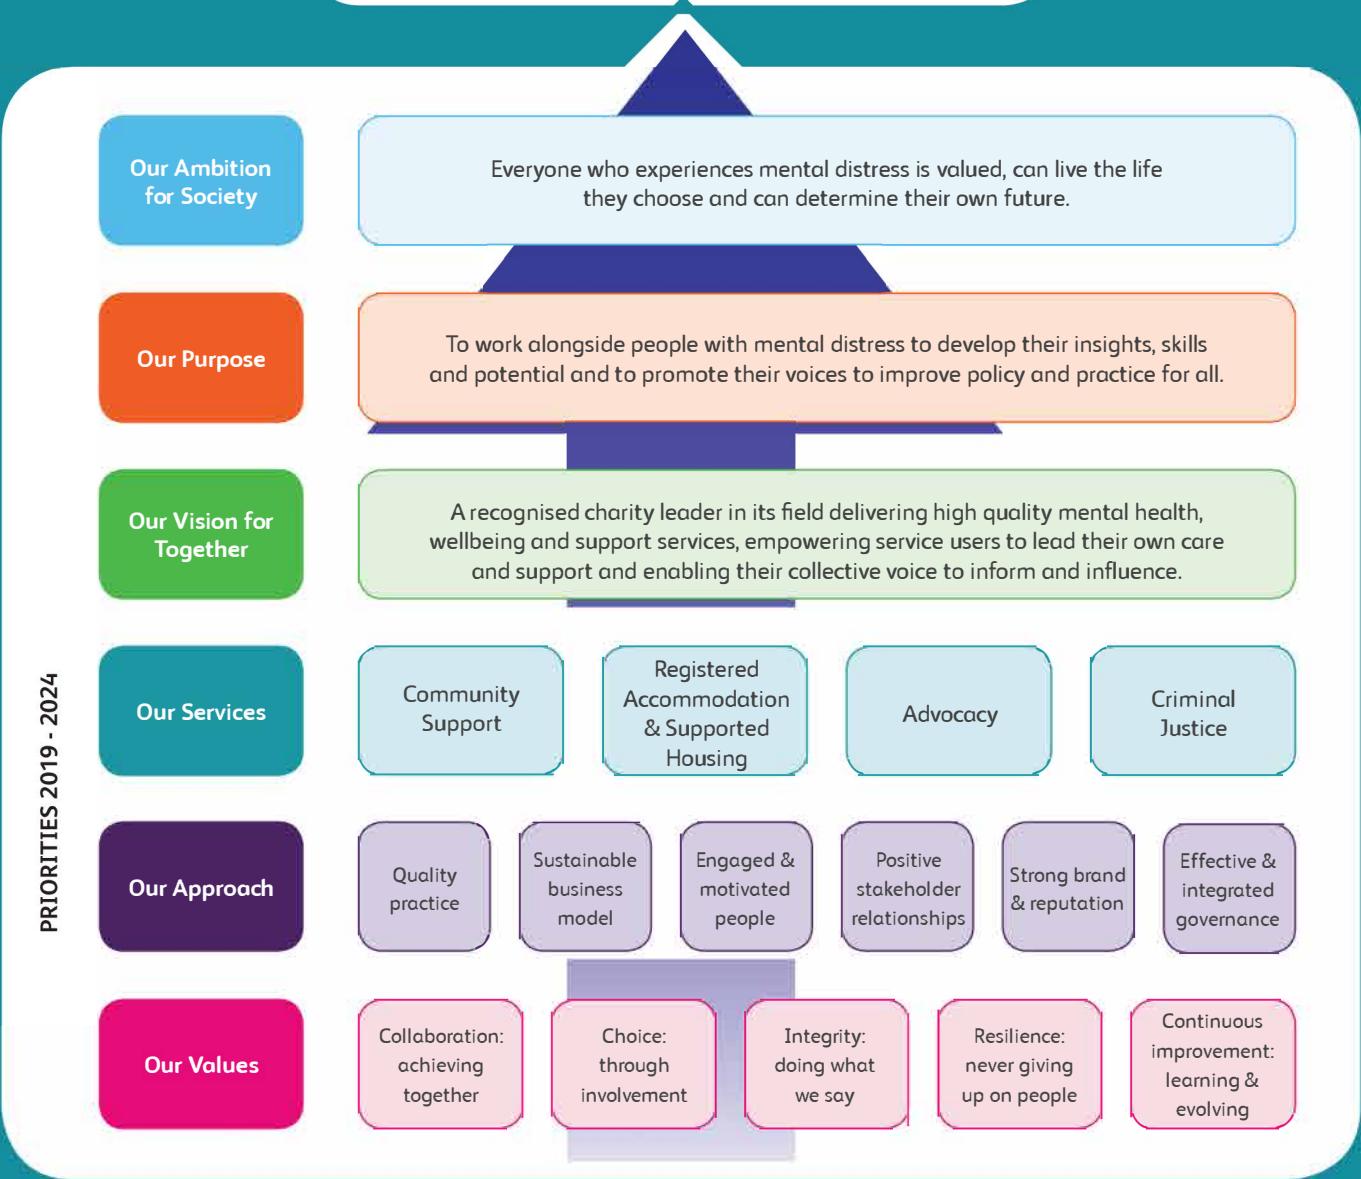 Our Ambition
for Society
Everyone who experiences mental distress is valued, can live the life
they choose and can determine their own future.
Our Purpose
To work alongside people with mental distress to develop their insights, skills
and potential and to promote their voices to improve policy and practice for all.
Our Vision for
Together
A recognised charity leader in its field delivering high quality mental health,
wellbeing and support services, empowering service users to lead their own care
and support and enabling their collective voice to inform and influence.
PRIORITIES 2019 - 2024
Our Services
Community
Support
Registered
Accommodation
& Supported
Housing
Advocacy
Criminal
Justice
Our Approach
Quality
practice
Sustainable
business
model
Engaged &
motivated
people
Positive
stakeholder
relationships
Strong brand
& reputation
Effective &
integrated
governance
Our Values
Collaboration:
achieving
together
Choice:
through
involvement
Integrity:
doing what
we say
Resilience:
never giving
up on people
Continuous
improvement:
learning &
evolving